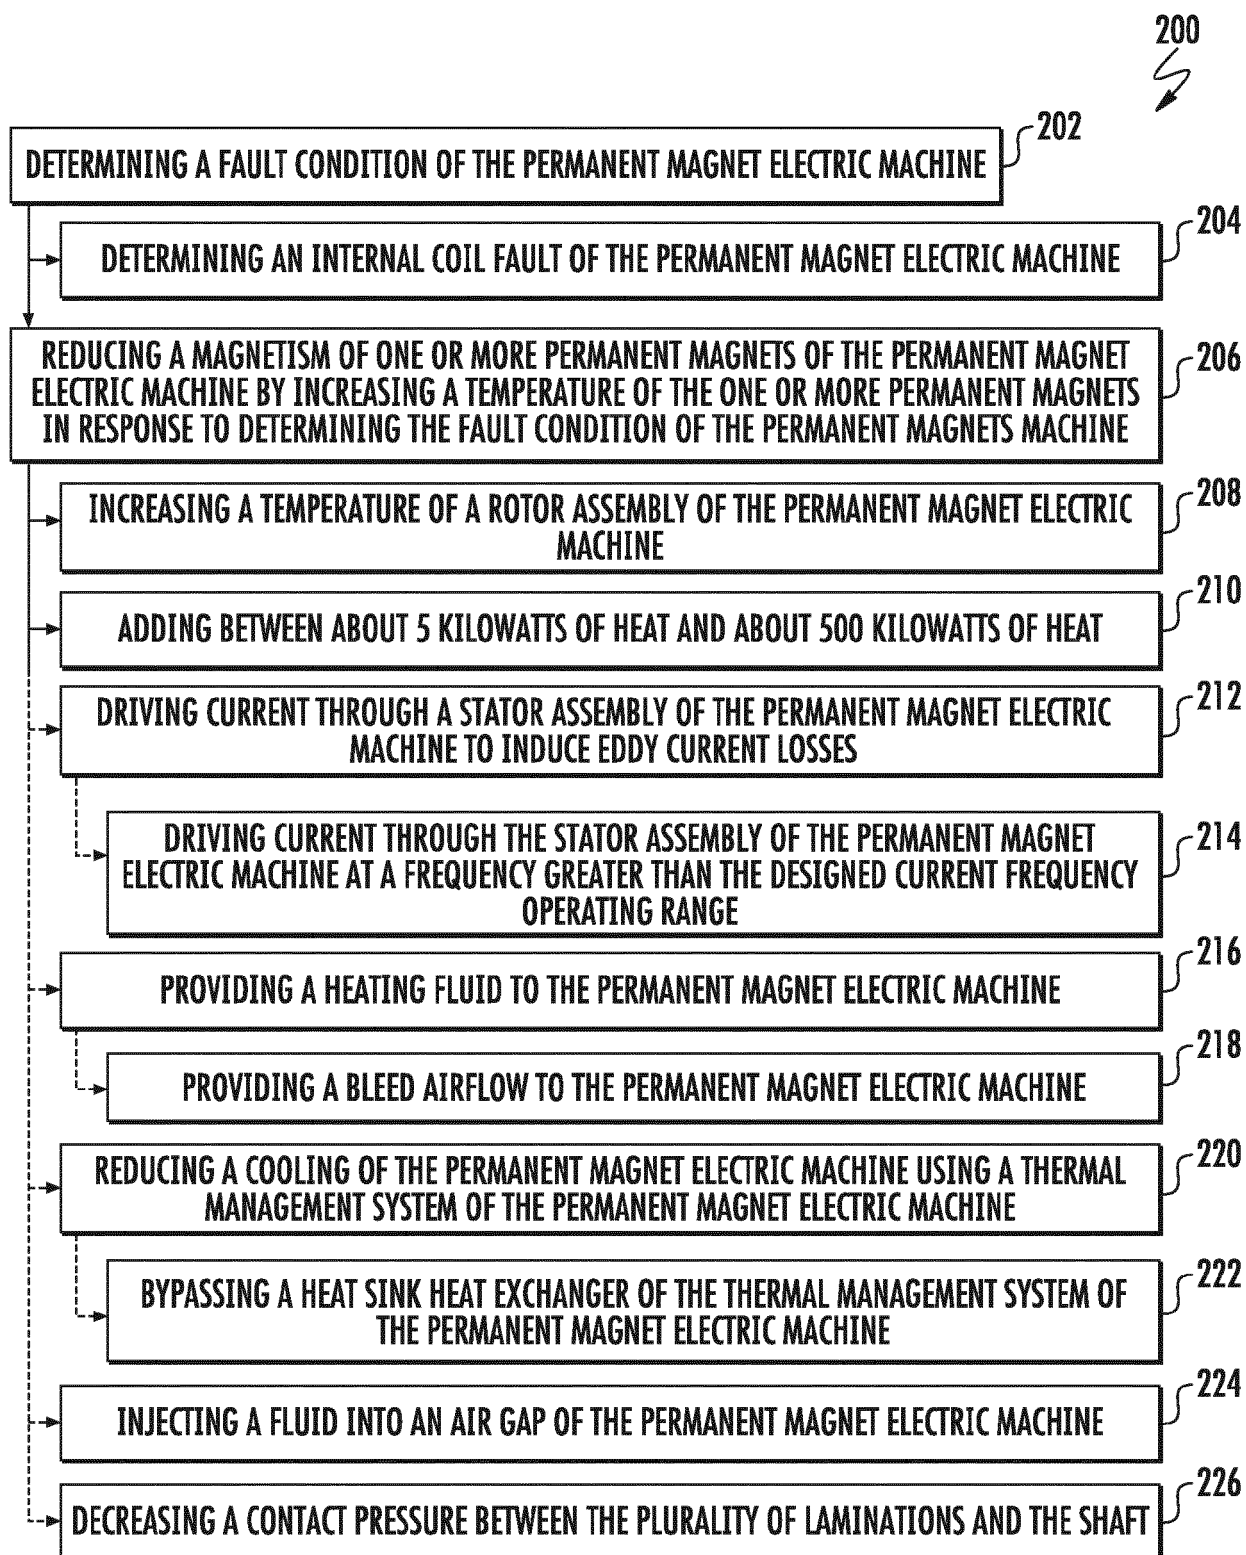 200
202
DETERMINING A FAULT CONDITION OF THE PERMANENT MAGNET ELECTRIC MACHINE
204
DETERMINING AN INTERNAL COIL FAULT OF THE PERMANENT MAGNET ELECTRIC MACHINE
206
REDUCING A MAGNETISM OF ONE OR MORE PERMANENT MAGNETS OF THE PERMANENT MAGNET
ELECTRIC MACHINE BY INCREASING A TEMPERATURE OF THE ONE OR MORE PERMANENT MAGNETS
IN RESPONSE TO DETERMINING THE FAULT CONDITION OF THE PERMANENT MAGNETS MACHINE
208
INCREASING A TEMPERATURE OF A ROTOR ASSEMBLY OF THE PERMANENT MAGNET ELECTRIC
MACHINE
210
ADDING BETWEEN ABOUT 5 KILOWATTS OF HEAT AND ABOUT 500 KILOWATTS OF HEAT
212
DRIVING CURRENT THROUGH A STATOR ASSEMBLY OF THE PERMANENT MAGNET ELECTRIC
MACHINE TO INDUCE EDDY CURRENT LOSSES
214
DRIVING CURRENT THROUGH THE STATOR ASSEMBLY OF THE PERMANENT MAGNET
ELECTRIC MACHINE AT A FREQUENCY GREATER THAN THE DESIGNED CURRENT FREQUENCY
OPERATING RANGE
216
PROVIDING A HEATING FLUID TO THE PERMANENT MAGNET ELECTRIC MACHINE
218
PROVIDING A BLEED AIRFLOW TO THE PERMANENT MAGNET ELECTRIC MACHINE
220
REDUCING A COOLING OF THE PERMANENT MAGNET ELECTRIC MACHINE USING A THERMAL
MANAGEMENT SYSTEM OF THE PERMANENT MAGNET ELECTRIC MACHINE
222
BYPASSING A HEAT SINK HEAT EXCHANGER OF THE THERMAL MANAGEMENT SYSTEM OF
THE PERMANENT MAGNET ELECTRIC MACHINE
224
INJECTING A FLUID INTO AN AIR GAP OF THE PERMANENT MAGNET ELECTRIC MACHINE
226
DECREASING A CONTACT PRESSURE BETWEEN THE PLURALITY OF LAMINATIONS AND THE SHAFT